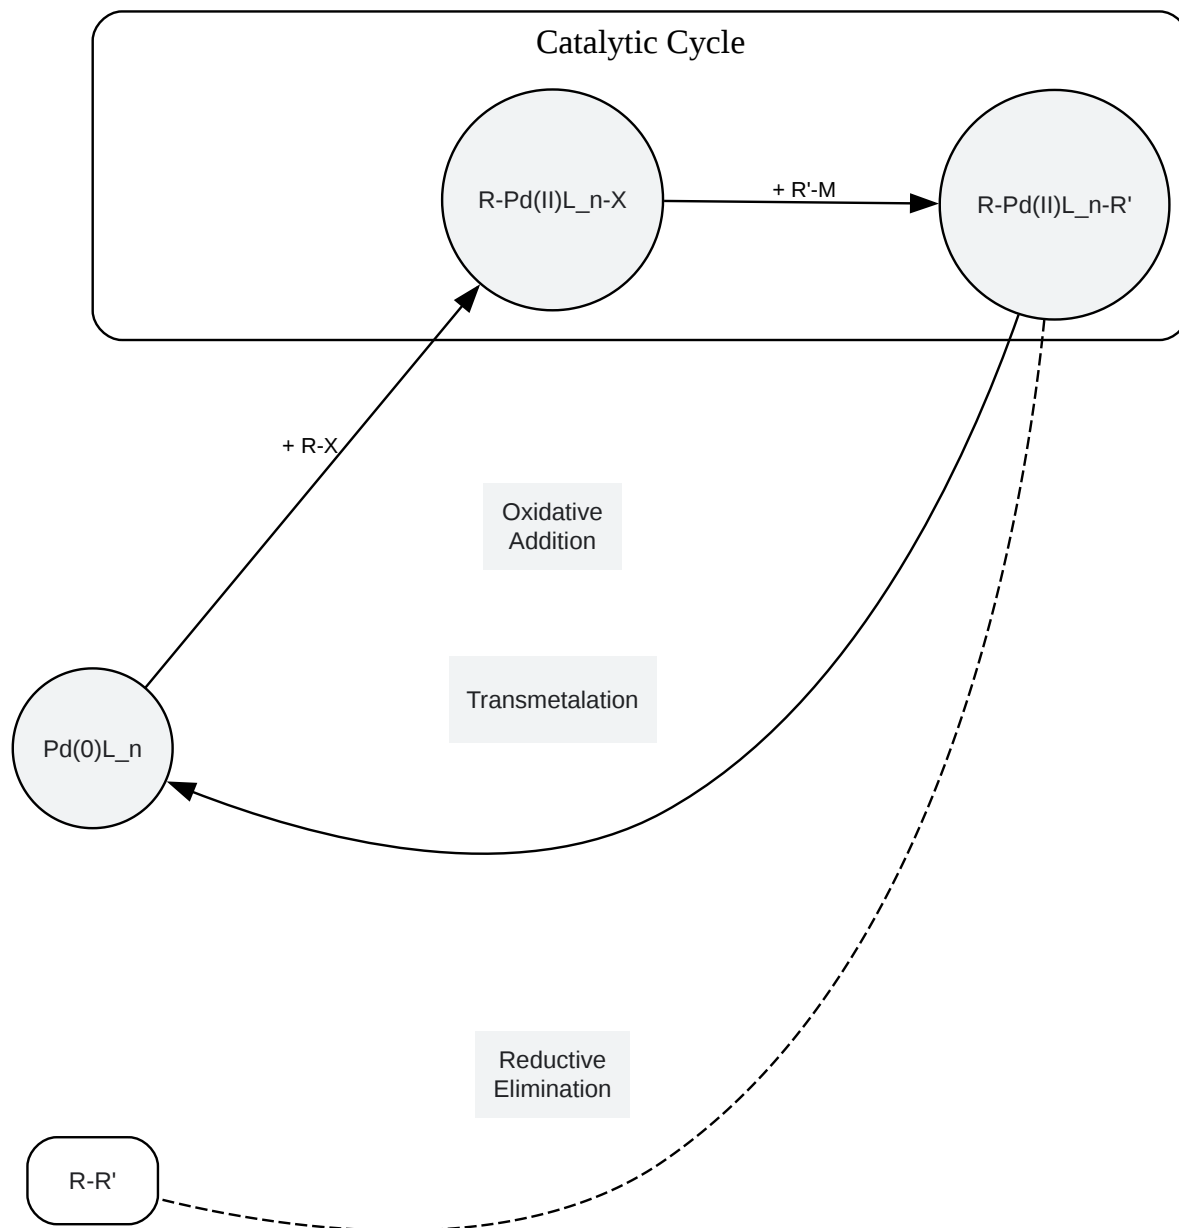 Catalytic Cycle
R-Pd(II)L_n-X
+ R'-M
R-Pd(II)L_n-R'
+ R-X
Oxidative
Addition
Transmetalation
Pd(0)L_n
Reductive
Elimination
R-R'